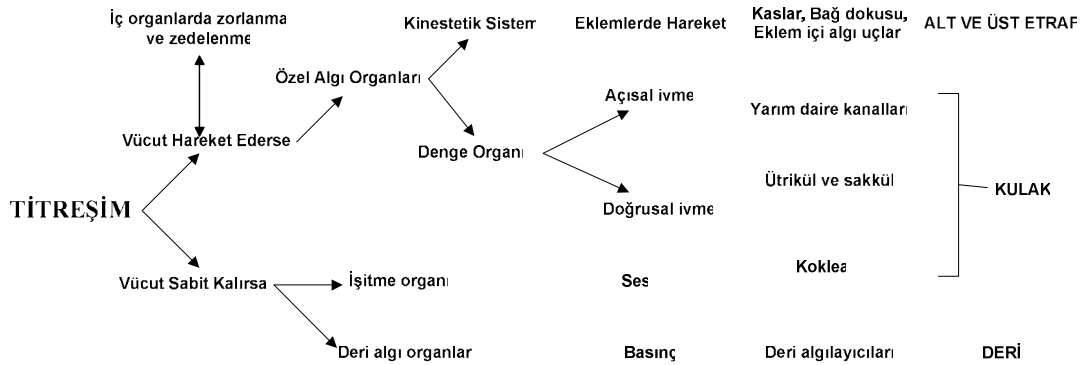 İç organlarda zorlanma
ve zedelenme
Kinestetik Sistem
Eklemlerde Hareket
Kaslar, Bağ dokusu,
Eklem içi algı uçlar
ALT VE ÜST ETRAF
Özel Algı Organları
Açısal ivme
Yarım daire kanalları
Vücut Hareket Ederse
Denge Organı
Ütrikül ve sakkül
KULAK
TİTREŞİM
Doğrusal ivme
Vücut Sabit Kalırsa
İşitme organı
Ses
Koklea
Deri algı organlar
Basınç
Deri algılayıcıları
DERİ